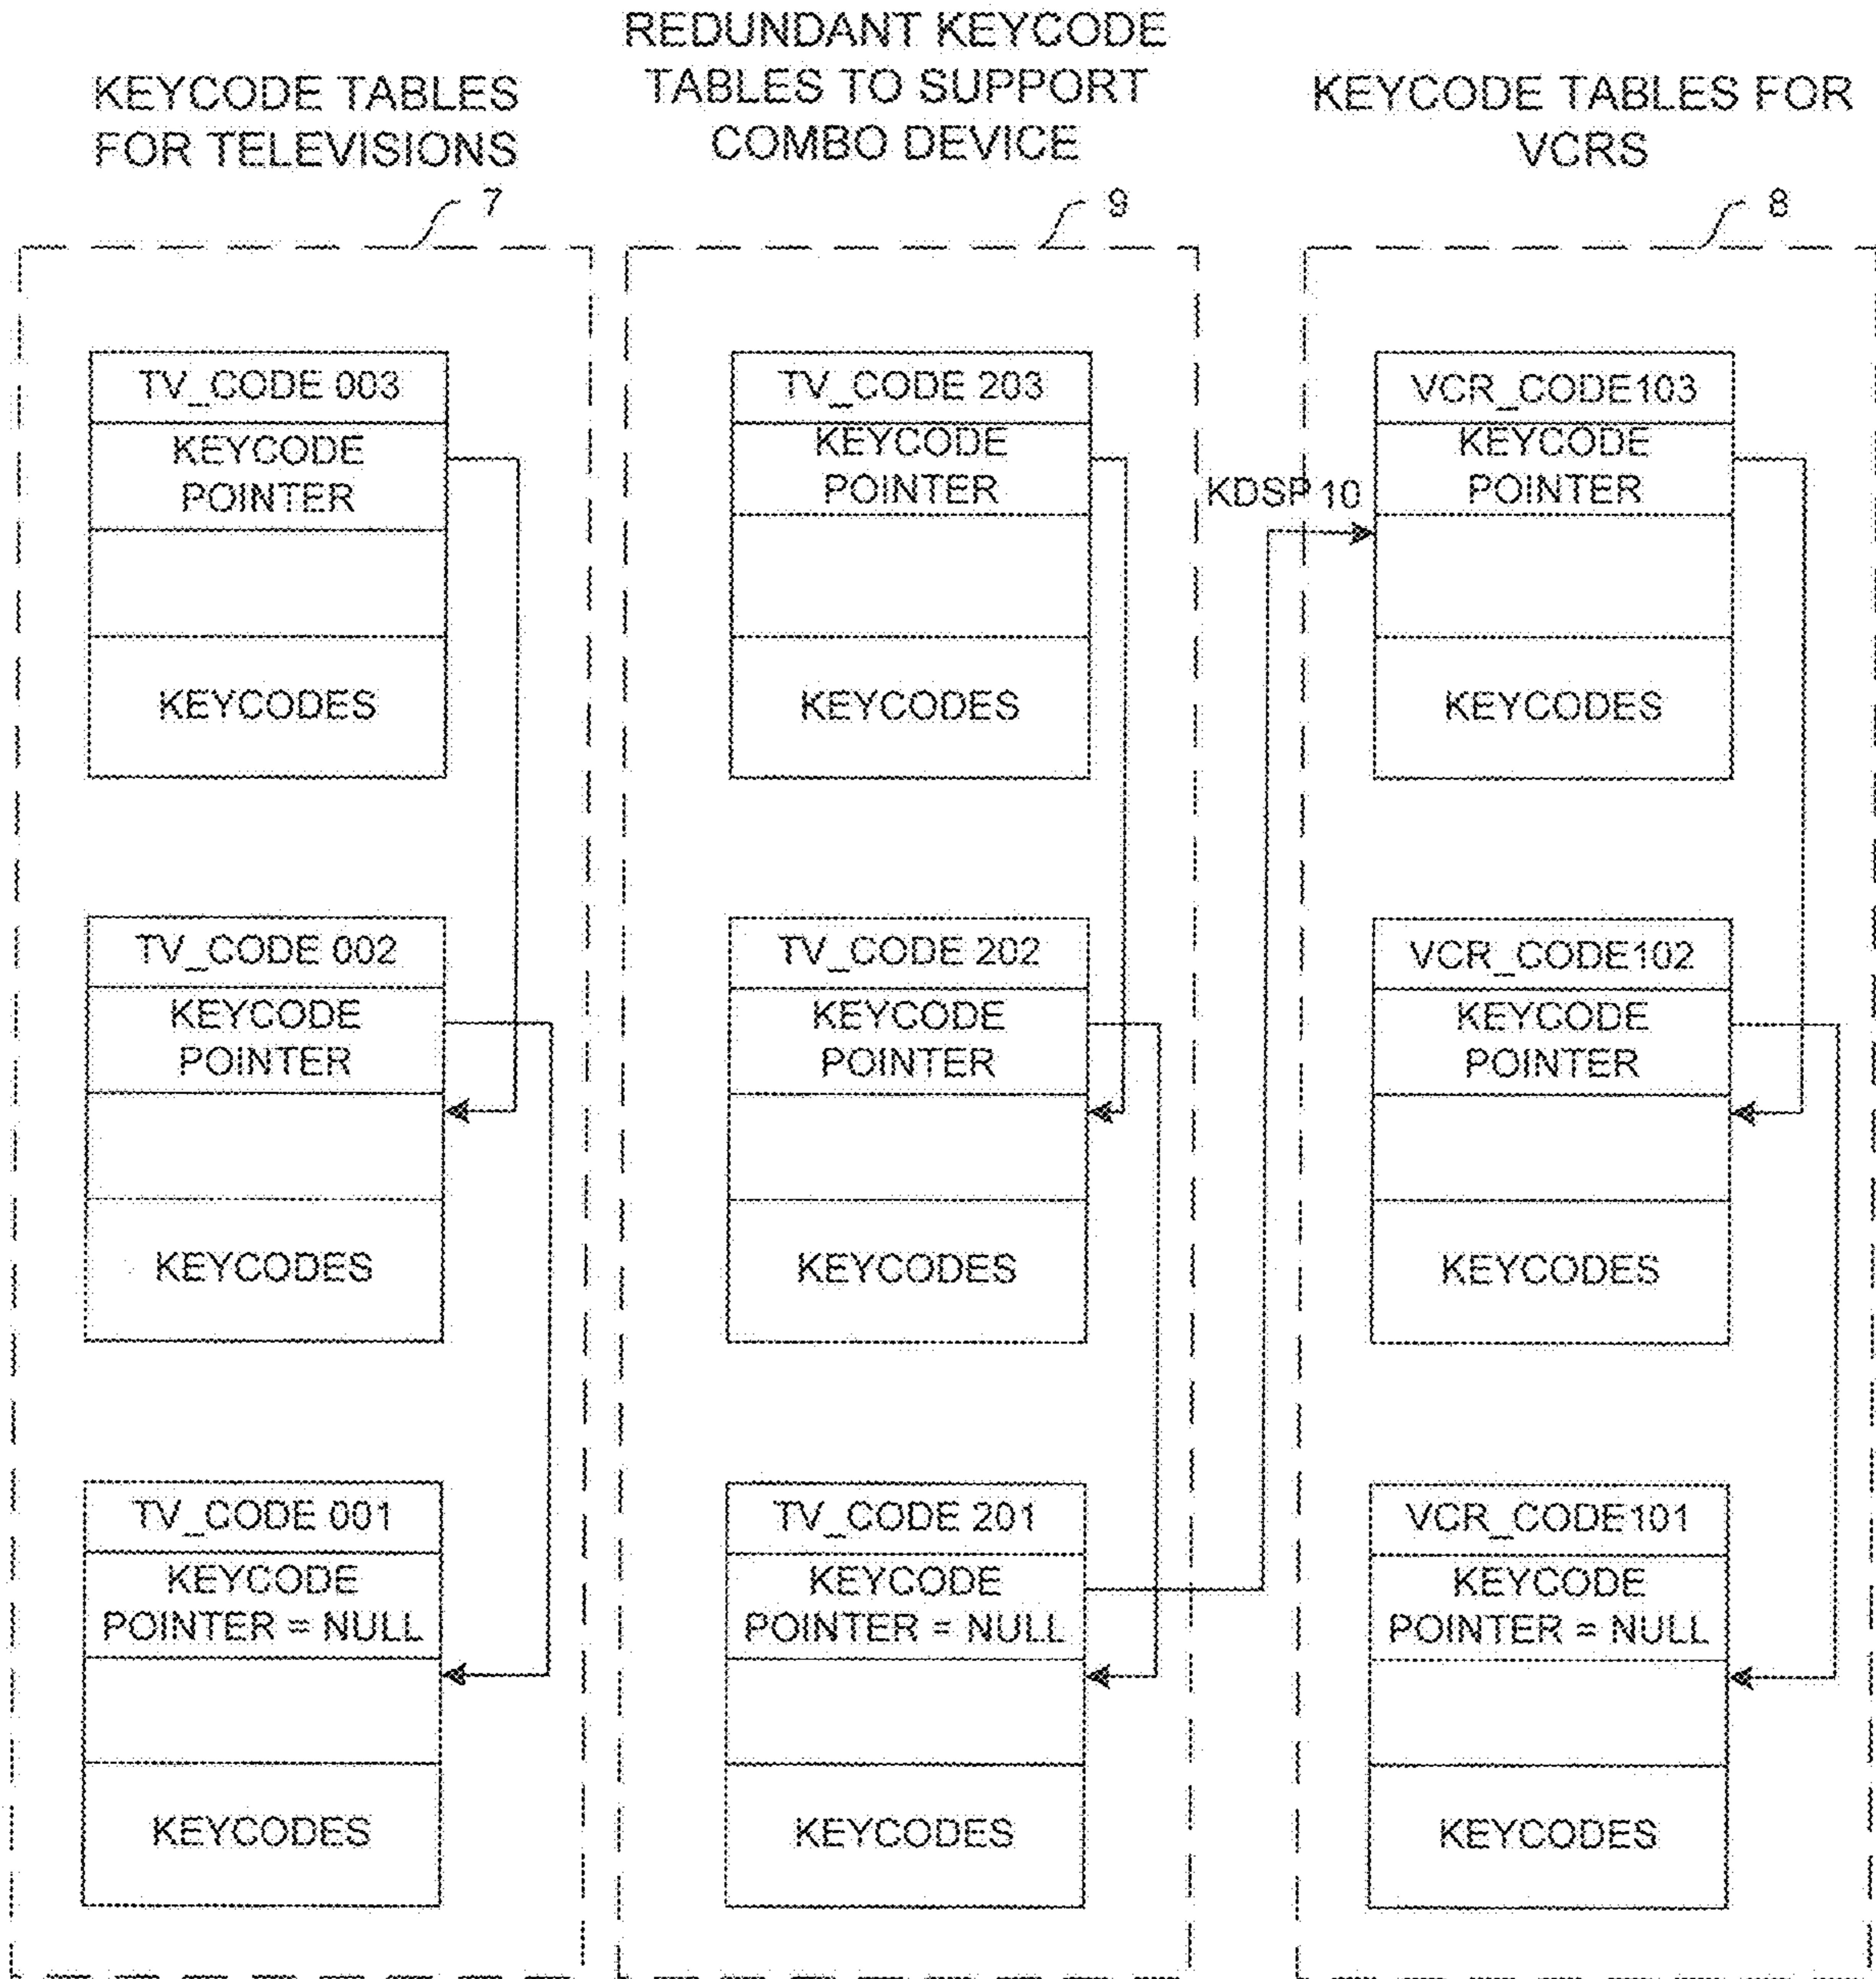 KEYCODE TABLES
FOR TELEVISIONS
7
TV_CODE 003
KEYCODE
POINTER
KEYCODES
TV_CODE 002
KEYCODE
POINTER
KEYCODES
TV_CODE 001
KEYCODE
POINTER = NULL
KEYCODES
REDUNDANT KEYCODE
TABLES TO SUPPORT
COMBO DEVICE
9
TV_CODE 203
KEYCODE
POINTER
KEYCODES
TV_CODE 202
KEYCODE
POINTER
KEYCODES
TV_CODE 201
KEYCODE
POINTER = NULL
KEYCODES
KDSP 10
KEYCODE TABLES FOR
VCRS
8
VCR_CODE103
KEYCODE
POINTER
KEYCODES
VCR_CODE102
KEYCODE
POINTER
KEYCODES
VCR_CODE101
KEYCODE
POINTER = NULL
KEYCODES